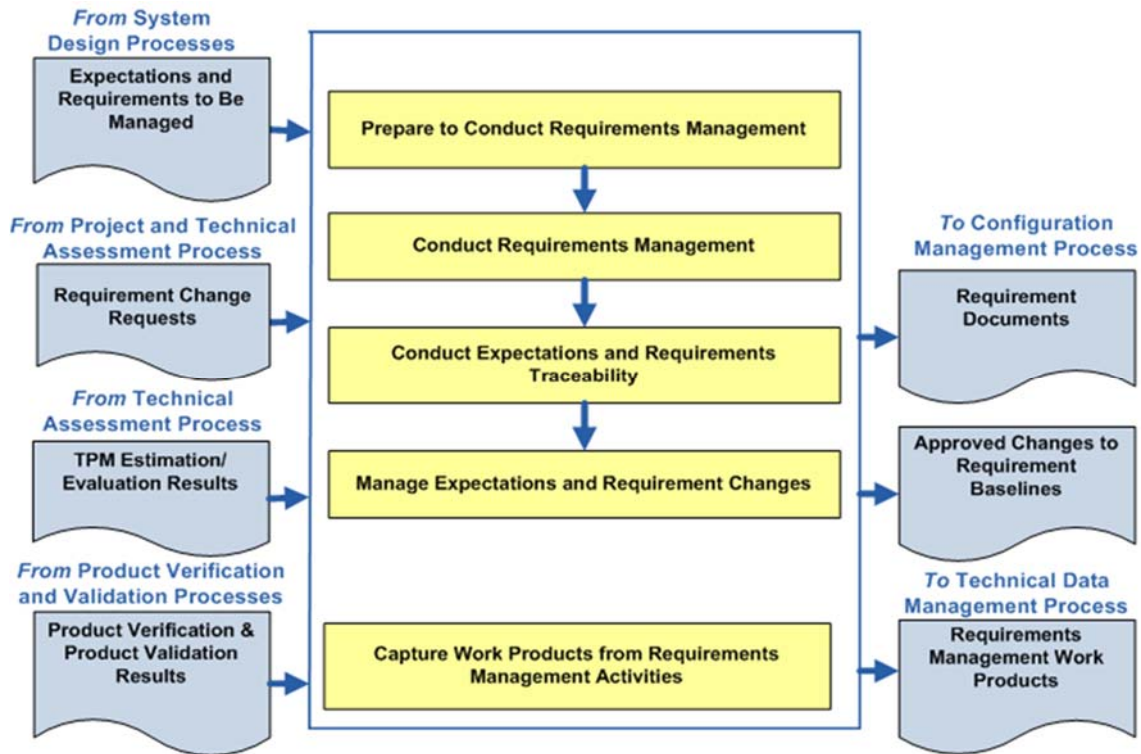 From System
Design Processes
Expectations and
Requirements to Be
Managed
From Project and Technical
Assessment Process
Requirement Change
Requests
From Technical
Assessment Process
TPM Estimation/
Evaluation Results
From Product Verification
and Validation Processes
Product Verification &
Product Validation
Results
Prepare to Conduct Requirements Management
Conduct Requirements Management
Conduct Expectations and Requirements
Traceability
Manage Expectations and Requirement Changes
Capture Work Products from Requirements
Management Activities
To Configuration
Management Process
Requirement
Documents
Approved Changes to
Requirement
Baselines
To Technical Data
Management Process
Requirements
Management Work
Products